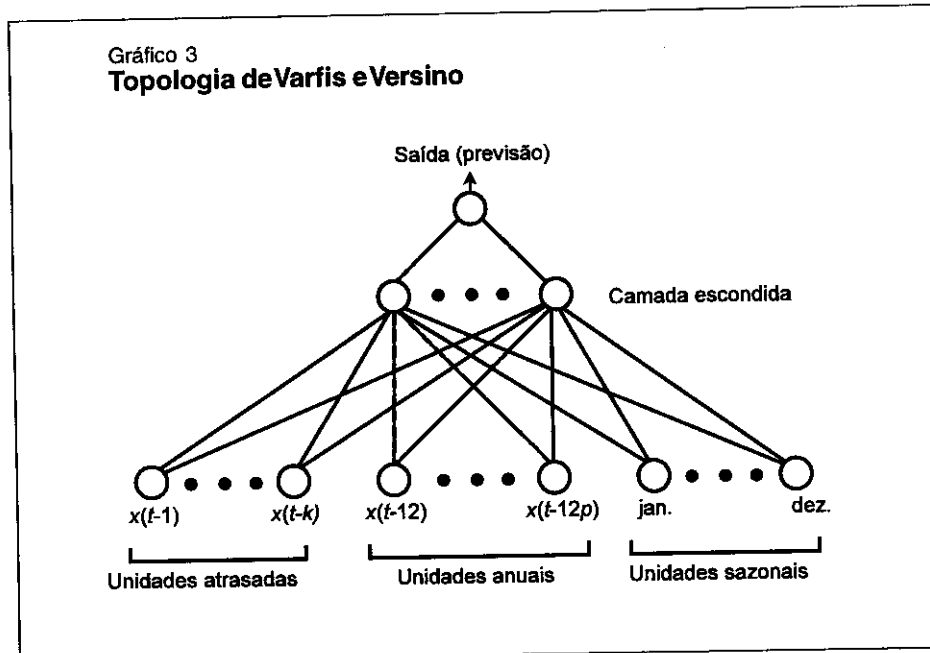 Gráfico 3
Topologia de Varfis e Versino
Saída (previsão)
Camada escondida
x(t-1) x(t-k) x(t-12) x(t-12p) jan. dez.
Unidades atrasadas Unidades anuais Unidades sazonais